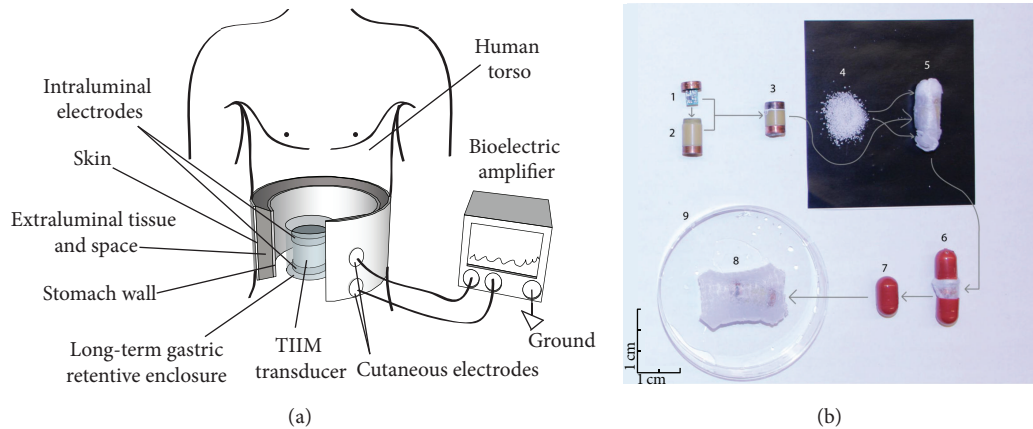 Human
torso
Intraluminal
electrodes
Skin
Extraluminal tissue
and space
Stomach wall
Long-term gastric
retentive enclosure
TIIM
transducer
Cutaneous electrodes
Bioelectric
amplifier
Ground
(a)
1
2
3
4
5
6
7
8
9
1 cm
1 cm
(b)